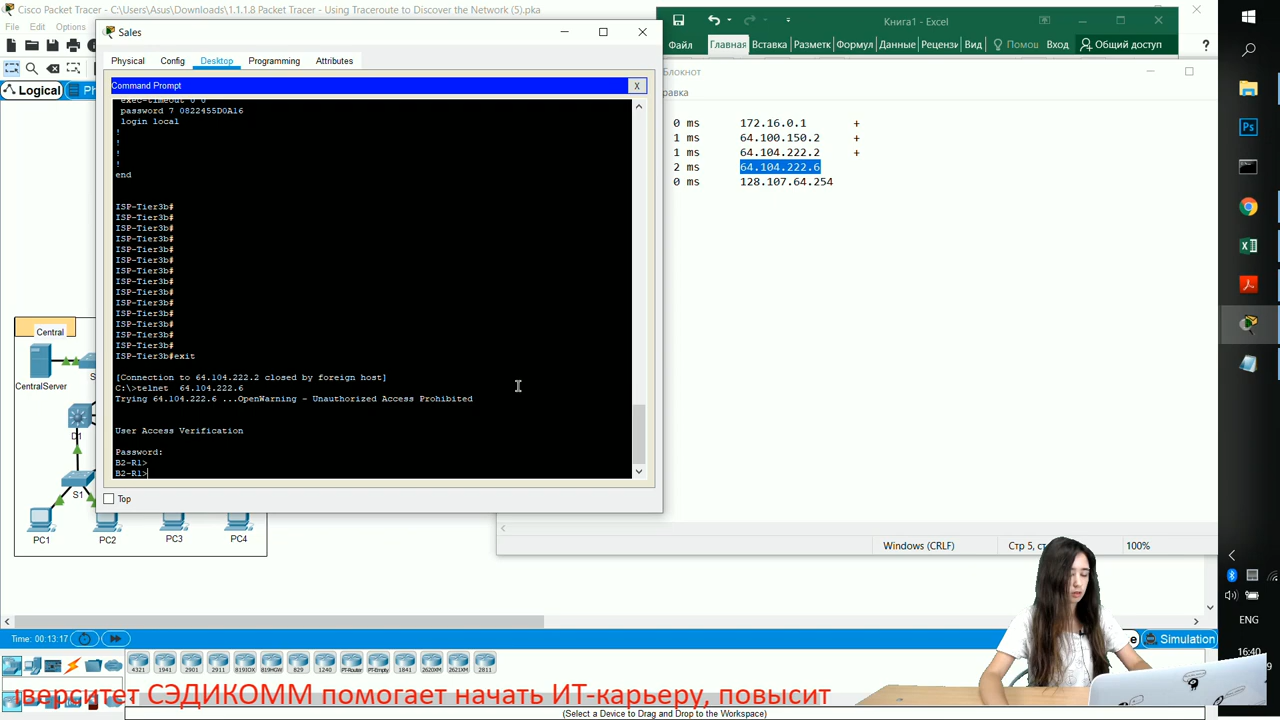 Cisco Packet Tracer - C:\Users\Asus\Downloads\1.1.1.8 Packet Tracer - Using Traceroute to Discover the Network (5).pka
File Edit Options
Logical
Sales
Physical Config Desktop Programming Attributes
Command Prompt
X
exec-timeout 0 0
password 7 0822455D0A16
login local
!
!
!
!
end
ISP-Tier3b#
ISP-Tier3b#
ISP-Tier3b#
ISP-Tier3b#
ISP-Tier3b#
ISP-Tier3b#
ISP-Tier3b#
ISP-Tier3b#
ISP-Tier3b#
ISP-Tier3b#
ISP-Tier3b#
ISP-Tier3b#
ISP-Tier3b#
ISP-Tier3b#
ISP-Tier3b#exit
[Connection to 64.104.222.2 closed by foreign host]
C:\>telnet  64.104.222.6
Trying 64.104.222.6 ...OpenWarning - Unauthorized Access Prohibited
User Access Verification
Password:
B2-R1>
B2-R1>
Top
Книга1 - Excel
Файл Главная Вставка Разметк Формул Данные Рецензи Вид Помощ Вход Общий доступ
Блокнот
равка
0 ms 172.16.0.1 +
1 ms 64.100.150.2 +
1 ms 64.104.222.2 +
2 ms 64.104.222.6
0 ms 128.107.64.254
Windows (CRLF) Стр 5, ст 100%
Central
CentralServer
D1
S1
PC1 PC2 PC3 PC4
Time: 00:13:17
Simulation
4321 1941 2901 2911 819IOX 819HGW 829 1240 PT-Router PT-Empty 1841 2620XM 2621XM 2811
(Select a Device to Drag and Drop to the Workspace)
ENG
16:40
верситет СЭДИКОММ помогает начать ИТ-карьеру, повысит